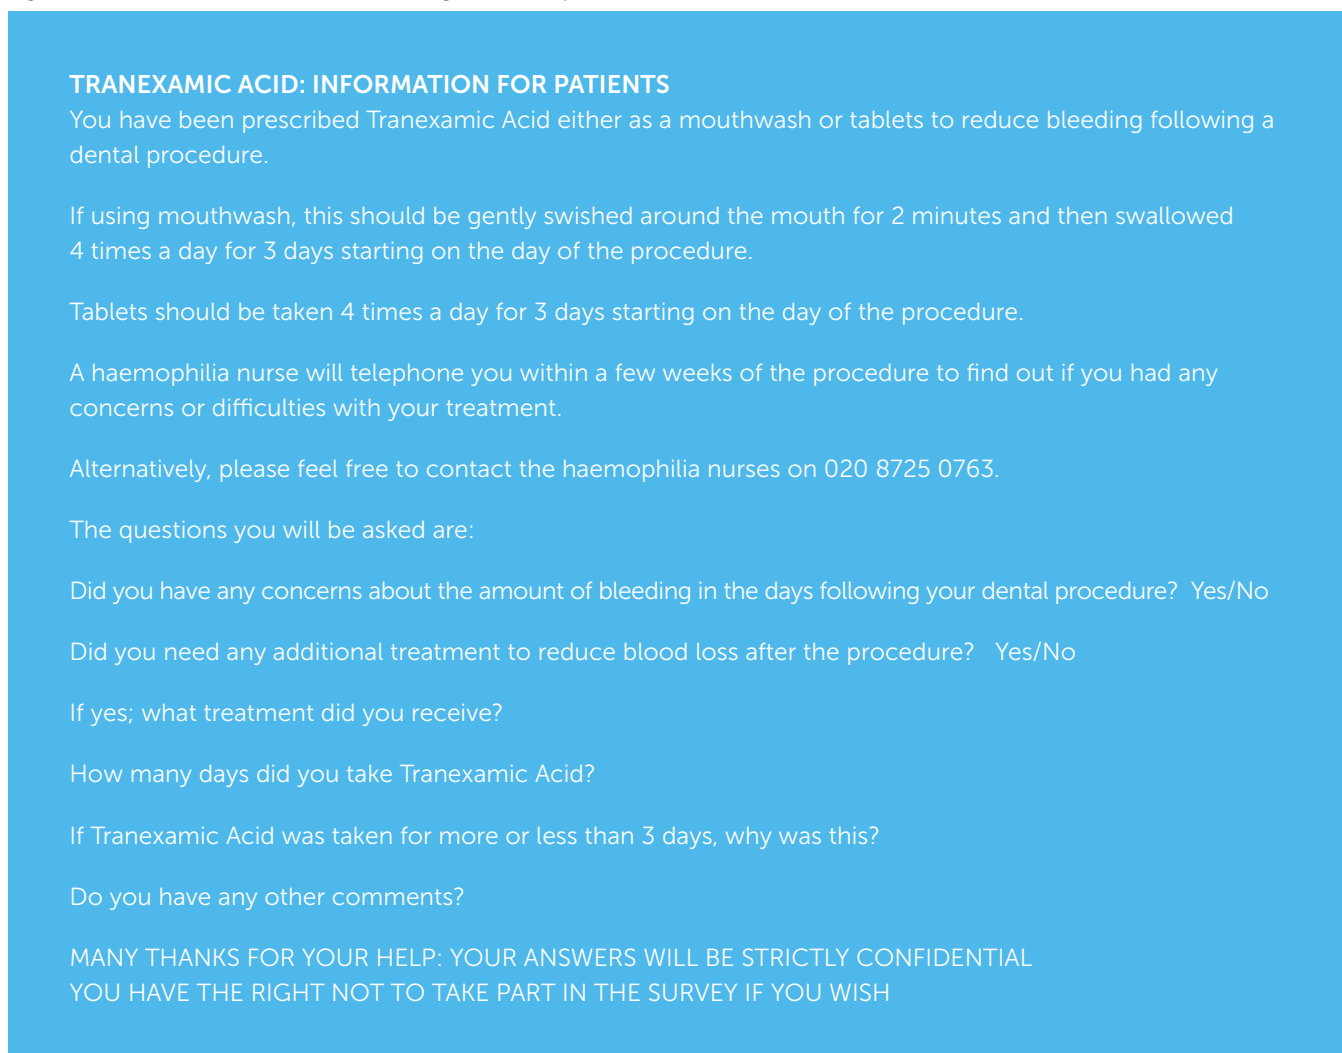 TRANEXAMIC ACID: INFORMATION FOR PATIENTS
You have been prescribed Tranexamic Acid either as a mouthwash or tablets to reduce bleeding following a
dental procedure.
If using mouthwash, this should be gently swished around the mouth for 2 minutes and then swallowed
4 times a day for 3 days starting on the day of the procedure.
Tablets should be taken 4 times a day for 3 days starting on the day of the procedure.
A haemophilia nurse will telephone you within a few weeks of the procedure to find out if you had any
concerns or difficulties with your treatment.
Alternatively, please feel free to contact the haemophilia nurses on 020 8725 0763.
The questions you will be asked are:
Did you have any concerns about the amount of bleeding in the days following your dental procedure?  Yes/No
Did you need any additional treatment to reduce blood loss after the procedure?   Yes/No
If yes; what treatment did you receive?
How many days did you take Tranexamic Acid?
If Tranexamic Acid was taken for more or less than 3 days, why was this?
Do you have any other comments?
MANY THANKS FOR YOUR HELP: YOUR ANSWERS WILL BE STRICTLY CONFIDENTIAL
YOU HAVE THE RIGHT NOT TO TAKE PART IN THE SURVEY IF YOU WISH